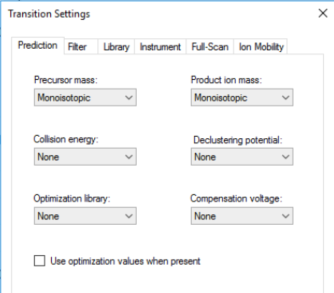 Transition Settings
Prediction Filter Library Instrument Full-Scan Ion Mobility
Precursor mass: Product ion mass:
Monoisotopic Monoisotopic
Collision energy: Declustering potential:
None None
Optimization library: Compensation voltage:
None None
Use optimization values when present